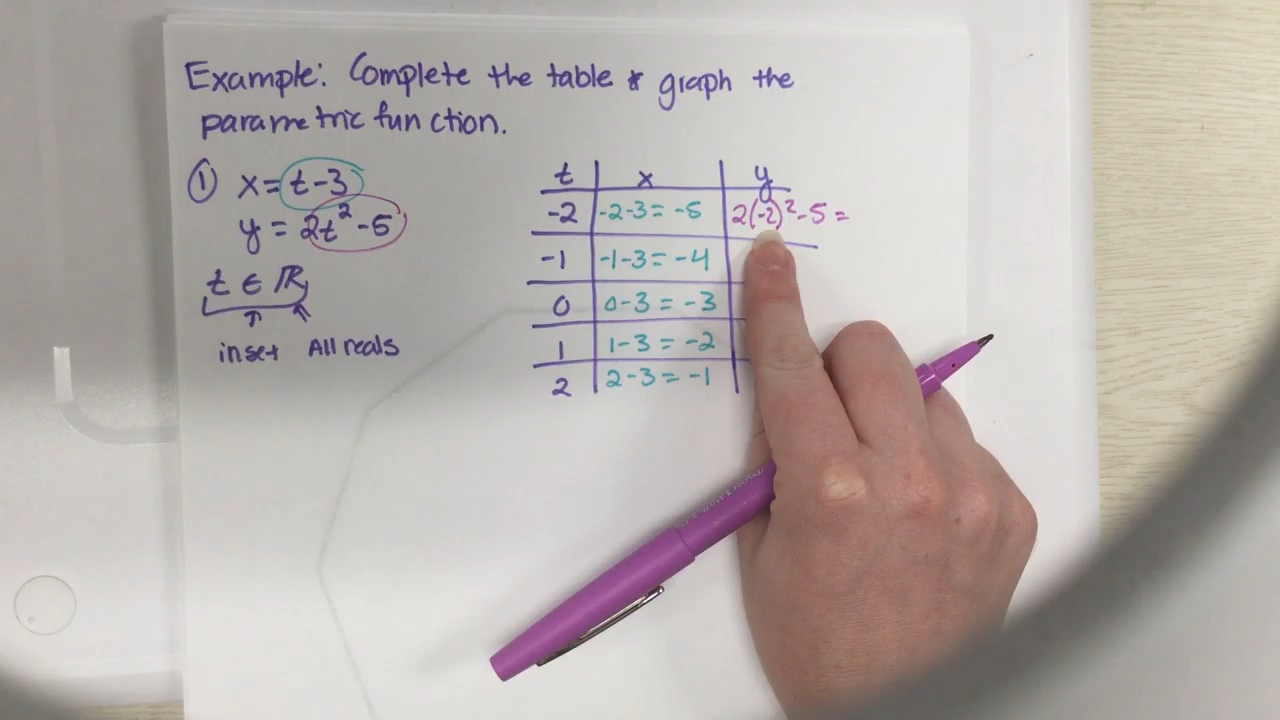 Example: Complete the table & graph the
parametric function.
① x = t-3
y = 2t²-5
t ∈ ℝ
in set All reals
t x y
-2 -2-3 = -5 2(-2)²-5 =
-1 -1-3 = -4
0 0-3 = -3
1 1-3 = -2
2 2-3 = -1